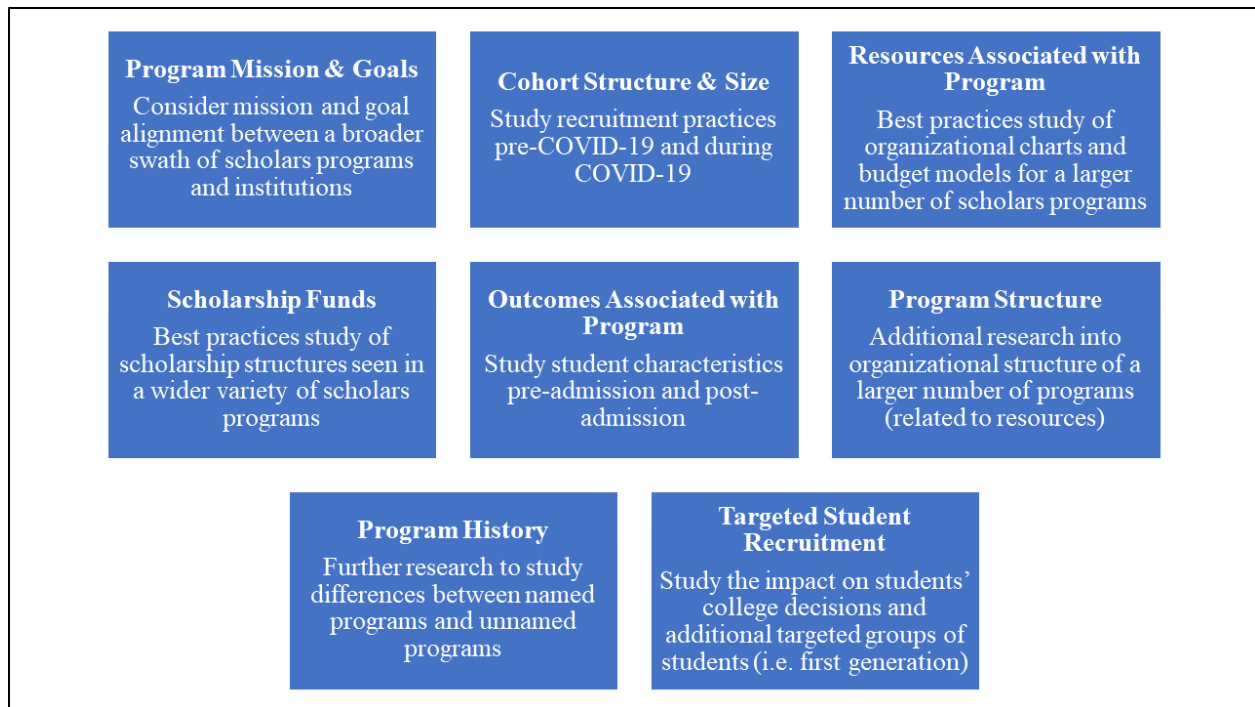 Program Mission & Goals
Consider mission and goal
alignment between a broader
swath of scholars programs
and institutions
Cohort Structure & Size
Study recruitment practices
pre-COVID-19 and during
COVID-19
Resources Associated with
Program
Best practices study of
organizational charts and
budget models for a larger
number of scholars programs
Scholarship Funds
Best practices study of
scholarship structures seen in
a wider variety of scholars
programs
Outcomes Associated with
Program
Study student characteristics
pre-admission and post-
admission
Program Structure
Additional research into
organizational structure of a
larger number of programs
(related to resources)
Program History
Further research to study
differences between named
programs and unnamed
programs
Targeted Student
Recruitment
Study the impact on students’
college decisions and
additional targeted groups of
students (i.e. first generation)